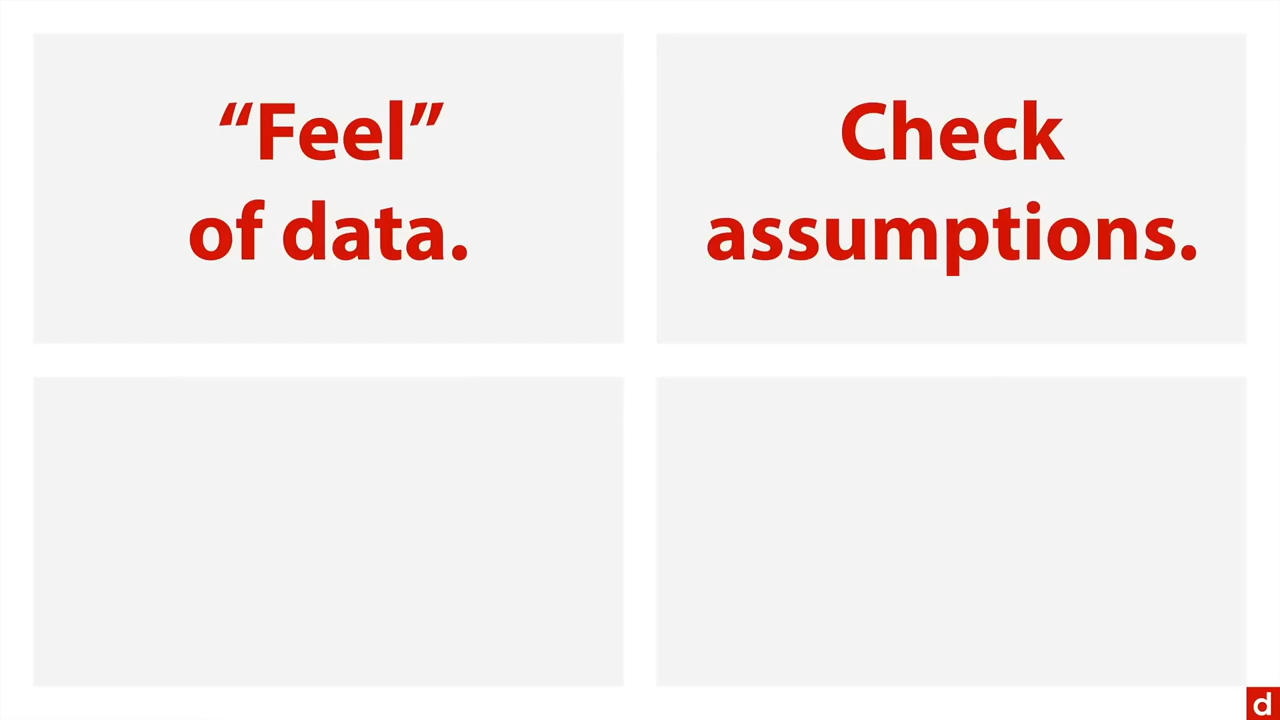 “Feel”
of data.
Check
assumptions.
d